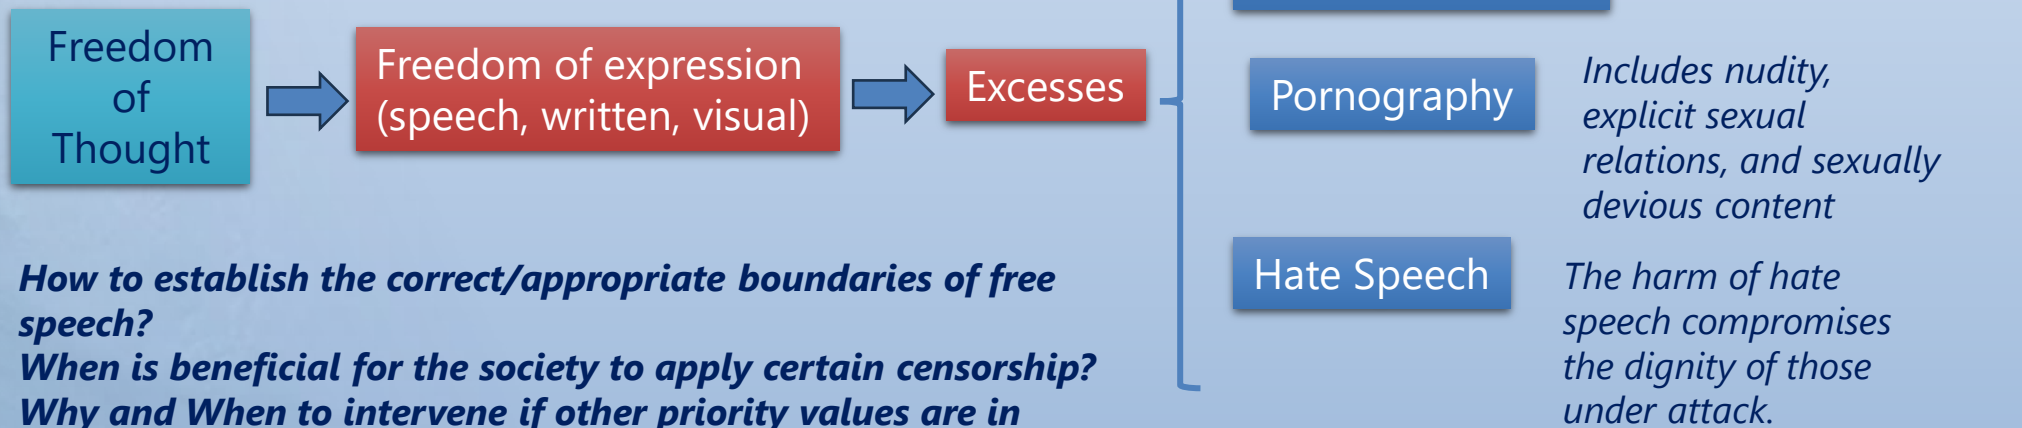 Freedom
of
Thought
Freedom of expression
(speech, written, visual)
Excesses
Pornography
Includes nudity,
explicit sexual
relations, and sexually
devious content
Hate Speech
The harm of hate
speech compromises
the dignity of those
under attack.
How to establish the correct/appropriate boundaries of free
speech?
When is beneficial for the society to apply certain censorship?
Why and When to intervene if other priority values are in